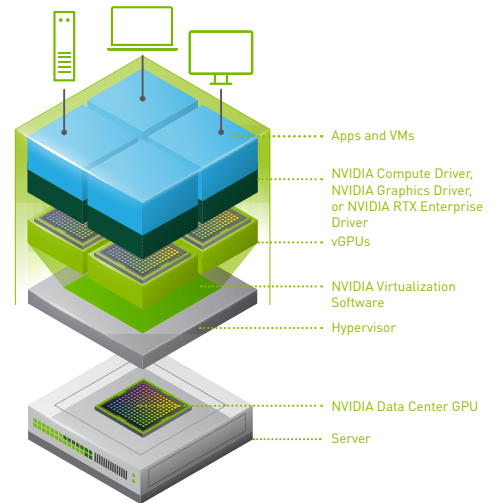 Apps and VMs
NVIDIA Compute Driver,
NVIDIA Graphics Driver,
or NVIDIA RTX Enterprise
Driver
vGPUs
NVIDIA Virtualization
Software
Hypervisor
NVIDIA Data Center GPU
Server